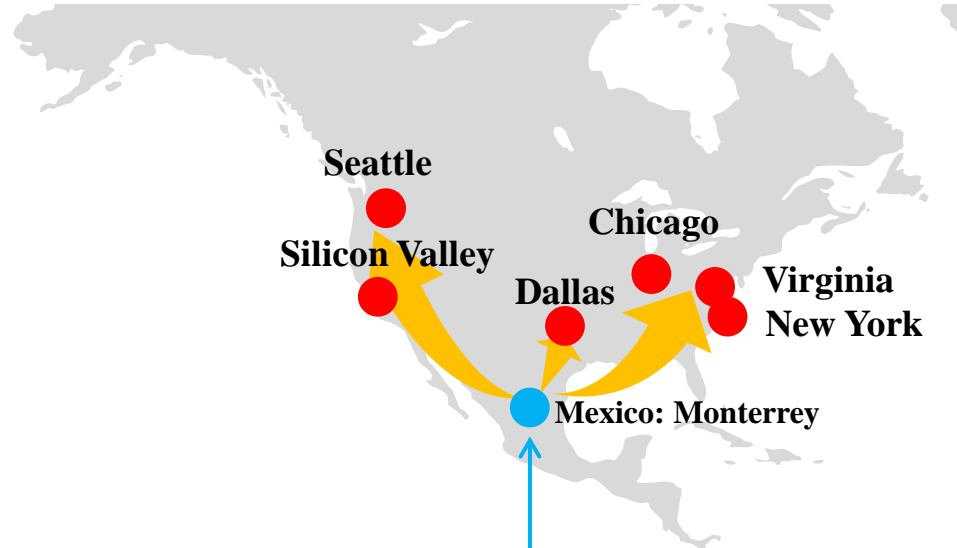 Seattle
Chicago
Silicon Valley
Virginia
Dallas
New York
Mexico: Monterrey